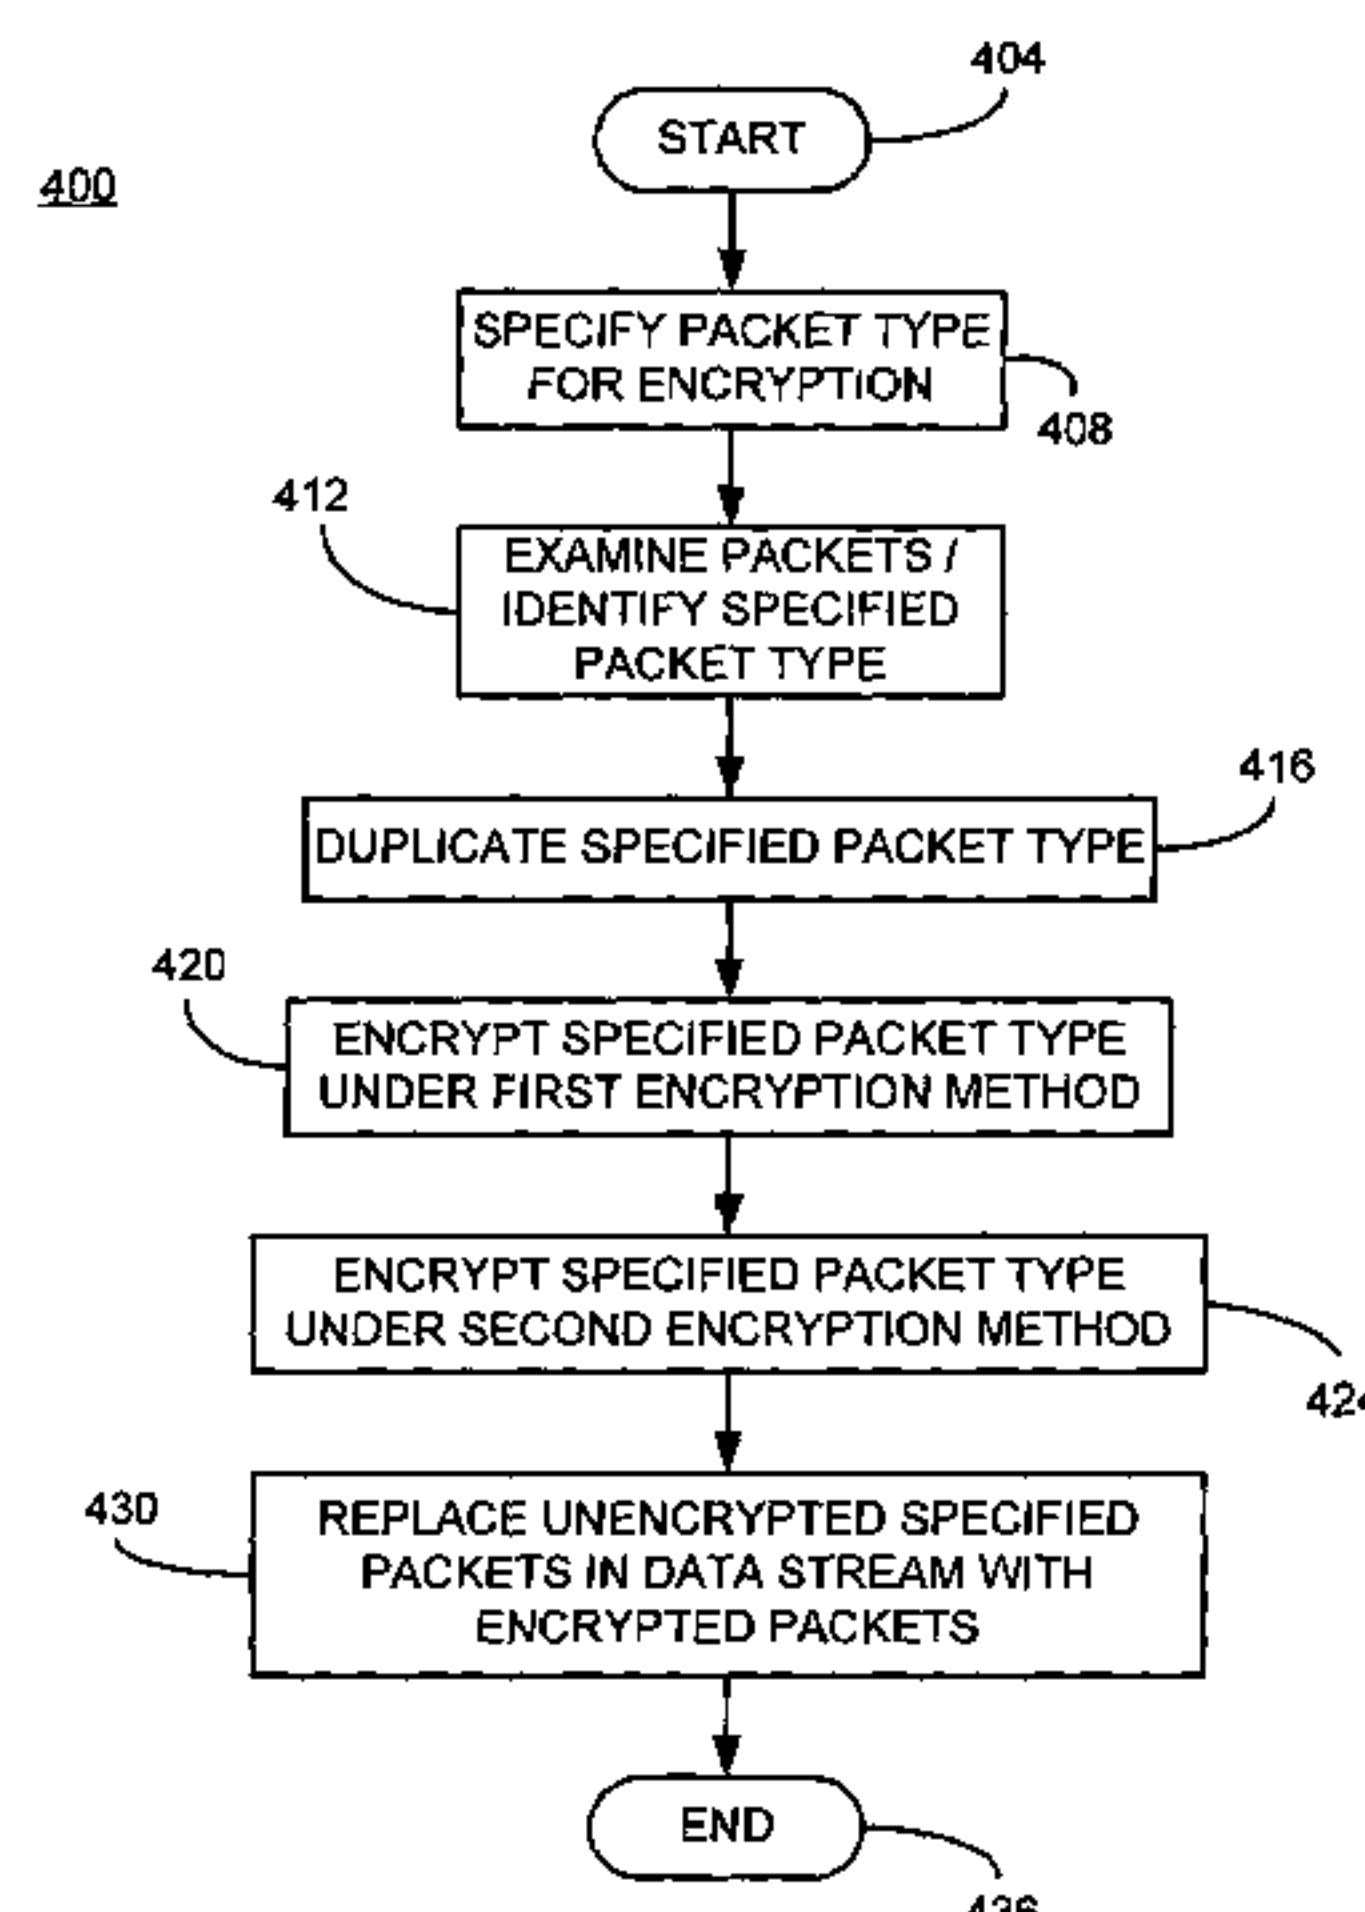 404
START
400
SPECIFY PACKET TYPE
FOR ENCRYPTION
408
412
EXAMINE PACKETS /
IDENTIFY SPECIFIED
PACKET TYPE
416
DUPLICATE SPECIFIED PACKET TYPE
420
ENCRYPT SPECIFIED PACKET TYPE
UNDER FIRST ENCRYPTION METHOD
ENCRYPT SPECIFIED PACKET TYPE
UNDER SECOND ENCRYPTION METHOD
424
430
REPLACE UNENCRYPTED SPECIFIED
PACKETS IN DATA STREAM WITH
ENCRYPTED PACKETS
END